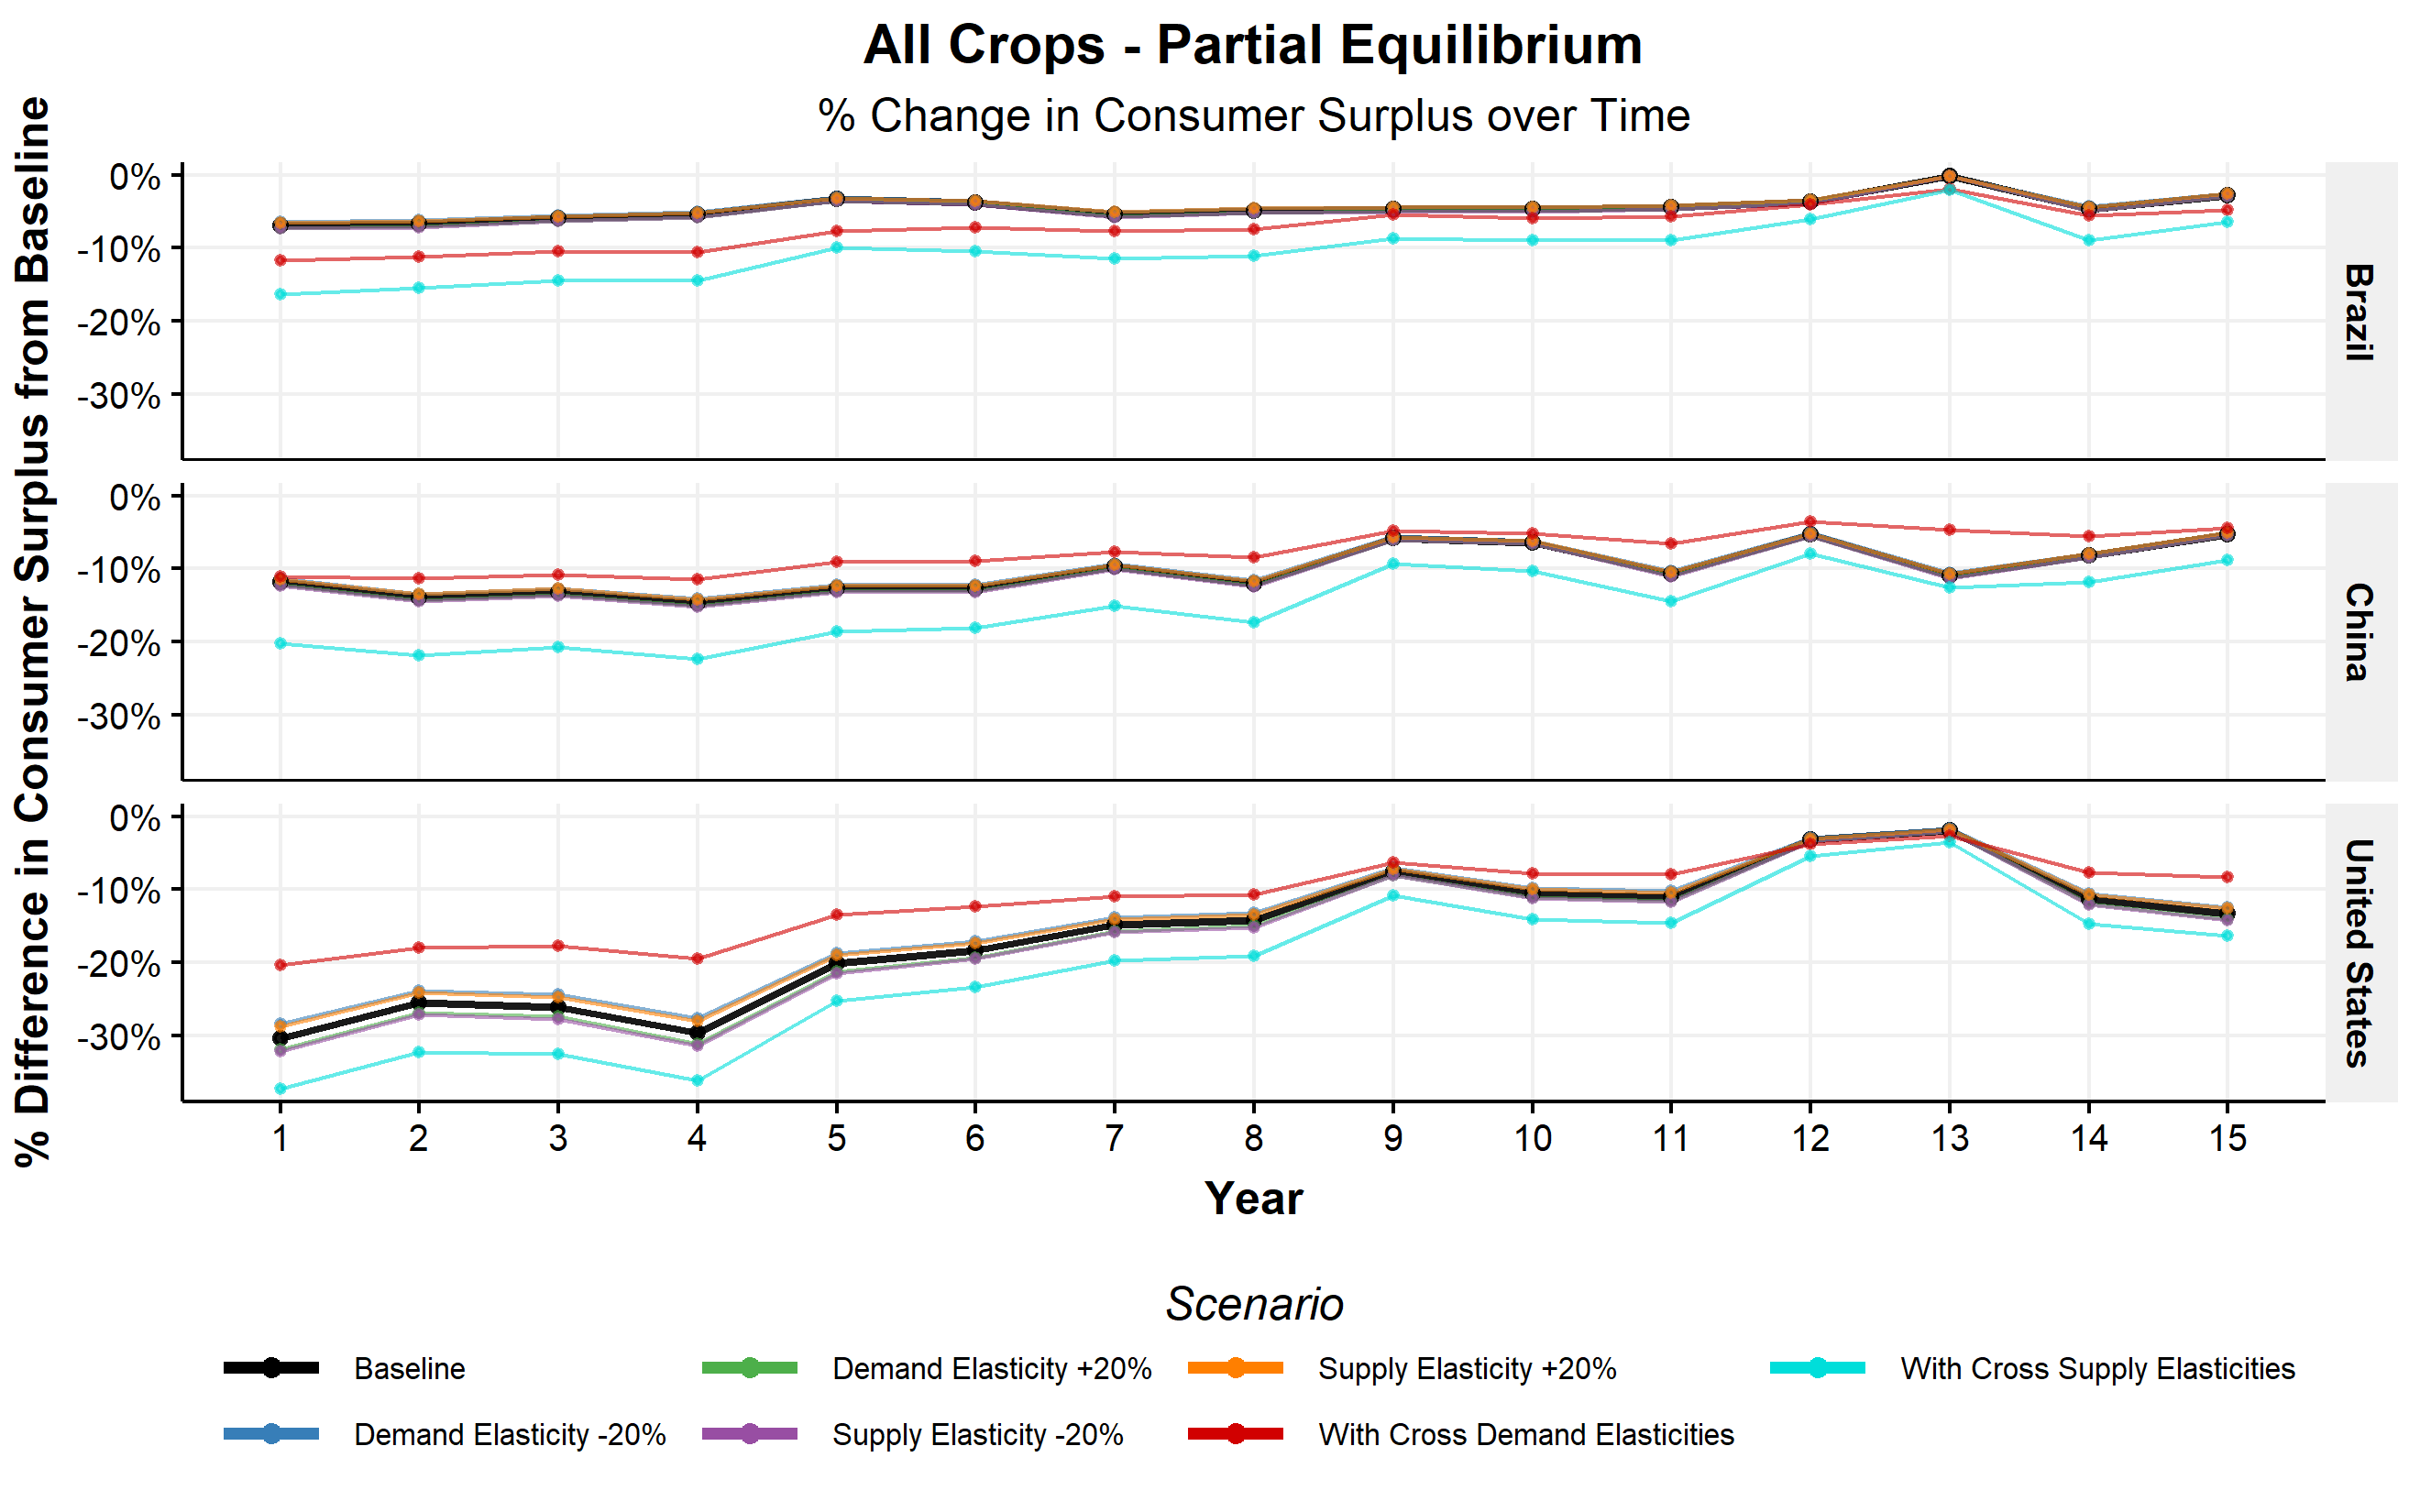 All Crops - Partial Equilibrium
% Change in Consumer Surplus over Time
% Difference in Consumer Surplus from Baseline
0%
-10%
-20%
-30%
Brazil
0%
-10%
-20%
-30%
China
0%
-10%
-20%
-30%
United States
1 2 3 4 5 6 7 8 9 10 11 12 13 14 15
Year
Scenario
Baseline Demand Elasticity +20% Supply Elasticity +20% With Cross Supply Elasticities
Demand Elasticity -20% Supply Elasticity -20% With Cross Demand Elasticities